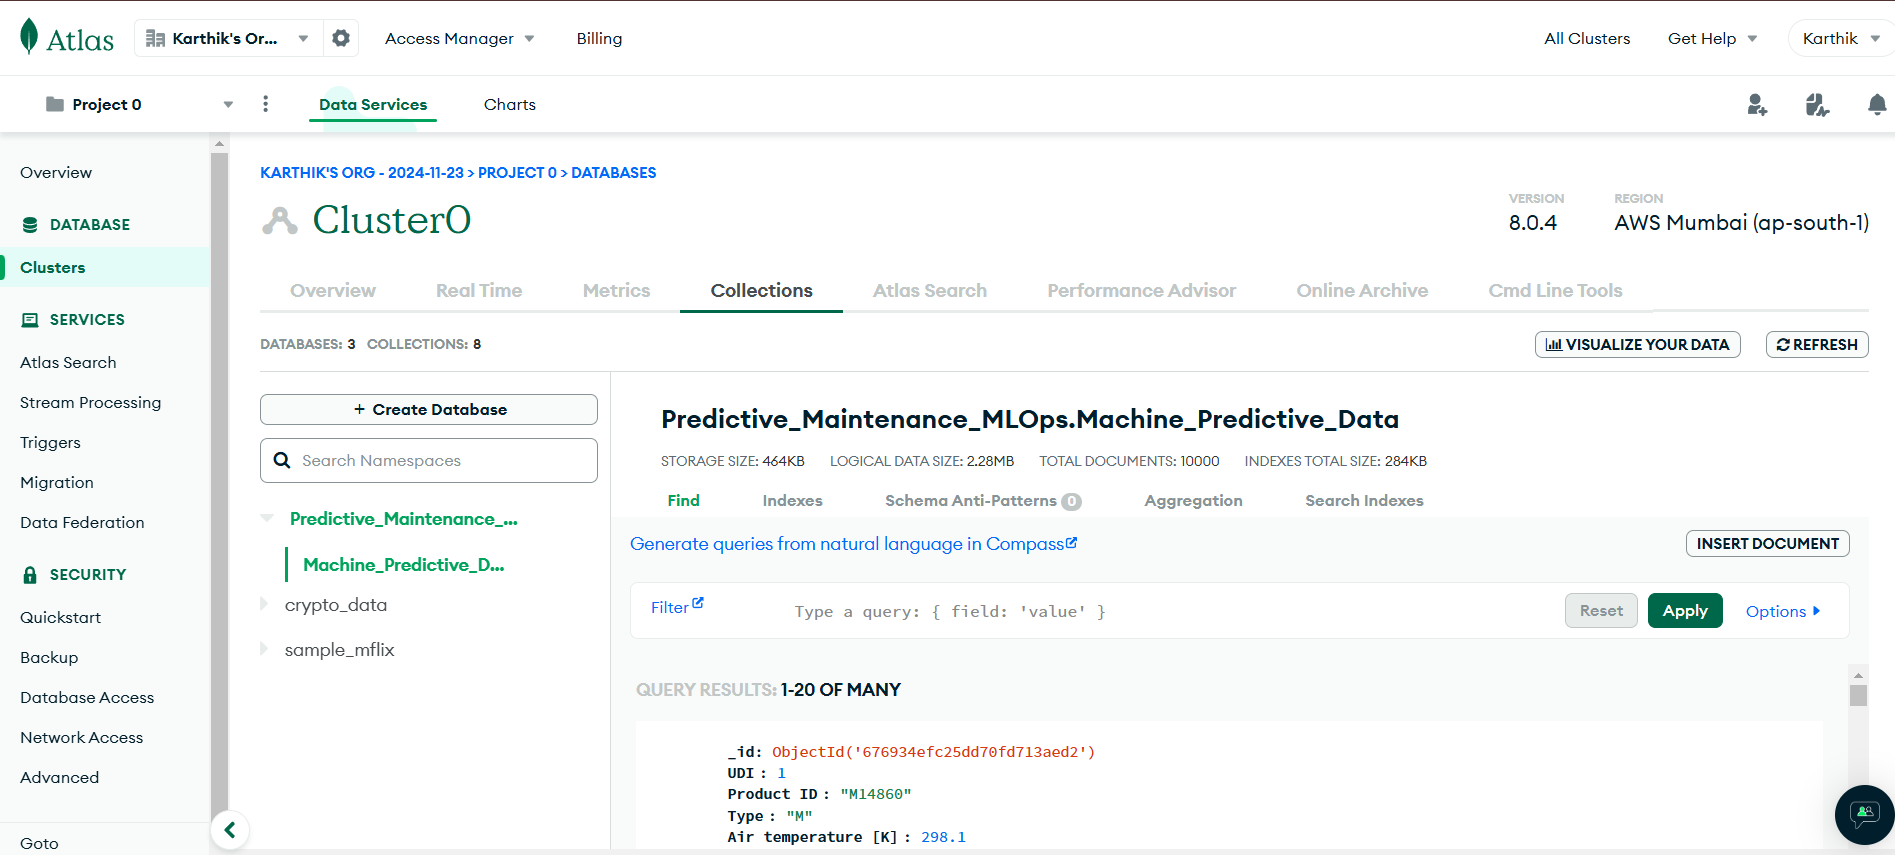 Atlas
Karthik's Or...
Access Manager
Billing
All Clusters
Get Help
Karthik
Project 0
Data Services
Charts
Overview
DATABASE
Clusters
SERVICES
Atlas Search
Stream Processing
Triggers
Migration
Data Federation
SECURITY
Quickstart
Backup
Database Access
Network Access
Advanced
Goto
KARTHIK'S ORG - 2024-11-23 > PROJECT 0 > DATABASES
Cluster0
VERSION
8.0.4
REGION
AWS Mumbai (ap-south-1)
Overview
Real Time
Metrics
Collections
Atlas Search
Performance Advisor
Online Archive
Cmd Line Tools
DATABASES: 3 COLLECTIONS: 8
VISUALIZE YOUR DATA
REFRESH
+ Create Database
Search Namespaces
Predictive_Maintenance_...
Machine_Predictive_D...
crypto_data
sample_mflix
Predictive_Maintenance_MLOps.Machine_Predictive_Data
STORAGE SIZE: 464KB LOGICAL DATA SIZE: 2.28MB TOTAL DOCUMENTS: 10000 INDEXES TOTAL SIZE: 284KB
Find
Indexes
Schema Anti-Patterns 0
Aggregation
Search Indexes
Generate queries from natural language in Compass
INSERT DOCUMENT
Filter
Type a query: { field: 'value' }
Reset
Apply
Options
QUERY RESULTS: 1-20 OF MANY
_id: ObjectId('676934efc25dd70fd713aed2')
UDI : 1
Product ID : "M14860"
Type : "M"
Air temperature [K] : 298.1